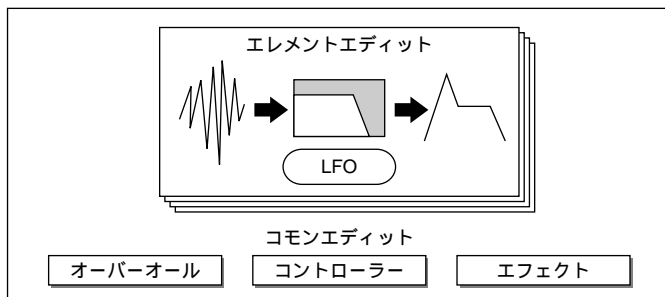 エレメントエディット
LFO
コモンエディット
オーバーオール
コントローラー
エフェクト